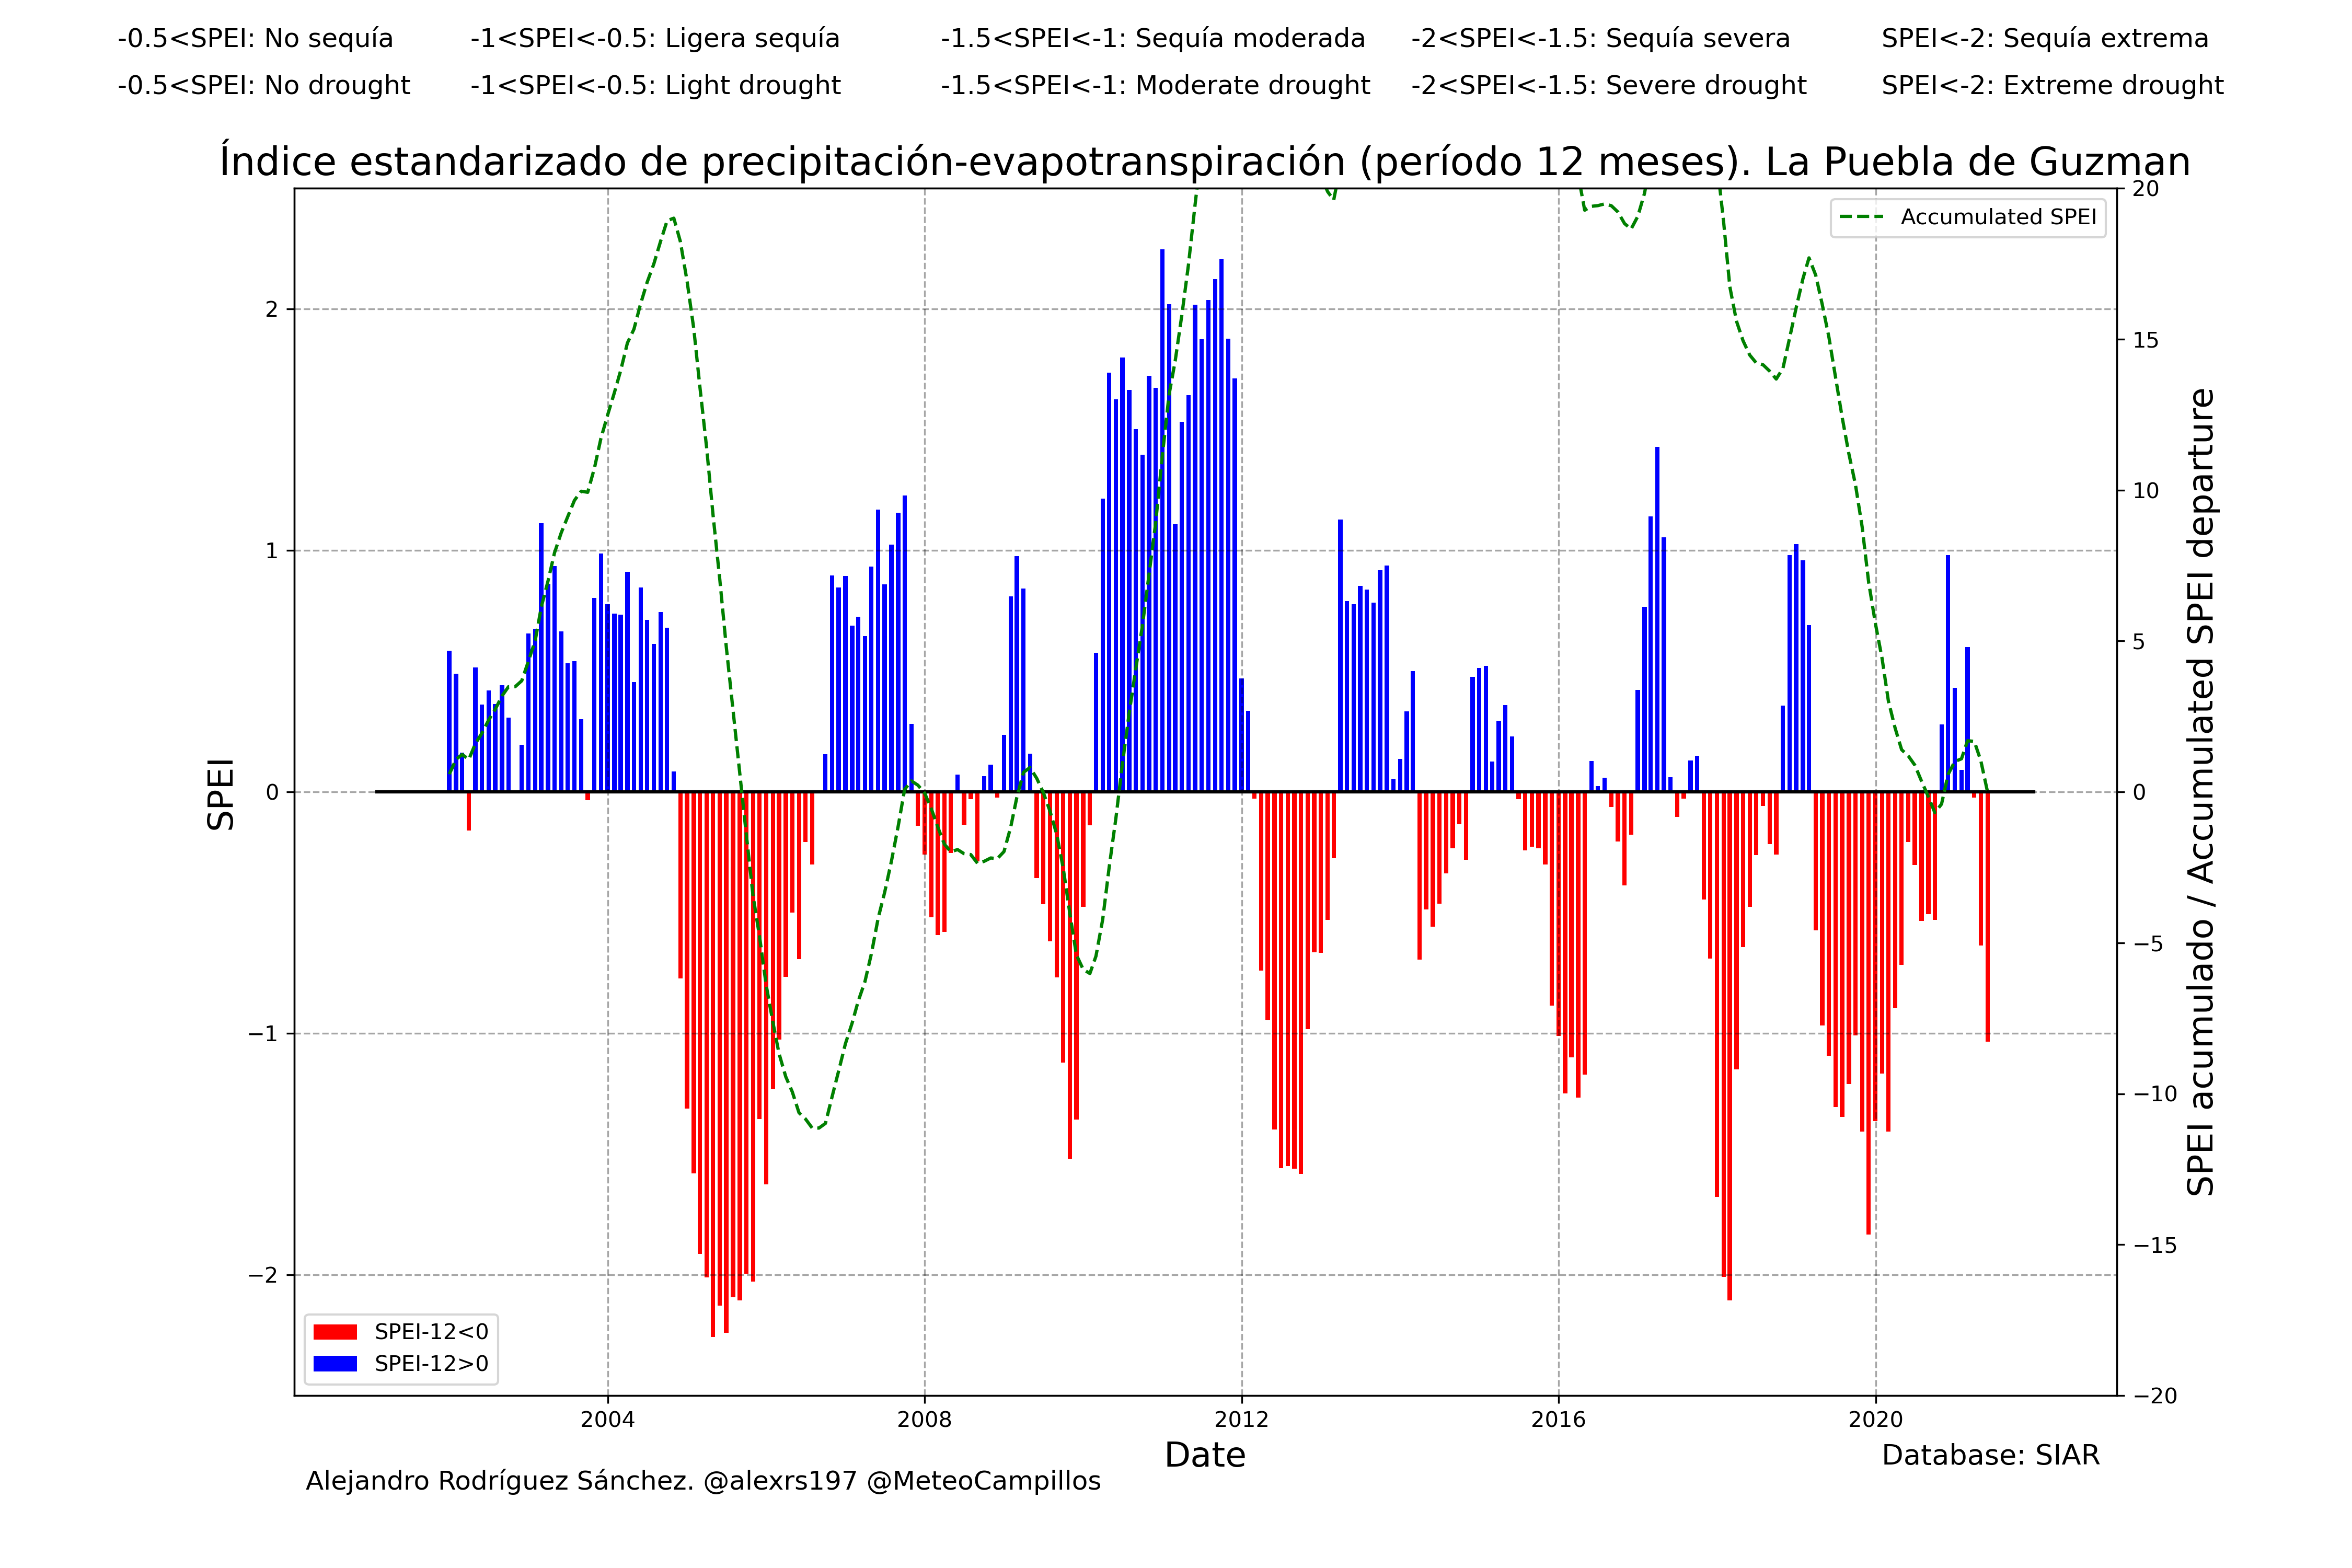 -0.5<SPEI: No sequía -1<SPEI<-0.5: Ligera sequía -1.5<SPEI<-1: Sequía moderada -2<SPEI<-1.5: Sequía severa SPEI<-2: Sequía extrema
-0.5<SPEI: No drought -1<SPEI<-0.5: Light drought -1.5<SPEI<-1: Moderate drought -2<SPEI<-1.5: Severe drought SPEI<-2: Extreme drought
Índice estandarizado de precipitación-evapotranspiración (período 12 meses). La Puebla de Guzman
Accumulated SPEI
SPEI
2
1
0
−1
−2
20
15
10
5
0
−5
−10
−15
−20
SPEI acumulado / Accumulated SPEI departure
SPEI-12<0
SPEI-12>0
2004 2008 2012 2016 2020
Date
Database: SIAR
Alejandro Rodríguez Sánchez. @alexrs197 @MeteoCampillos